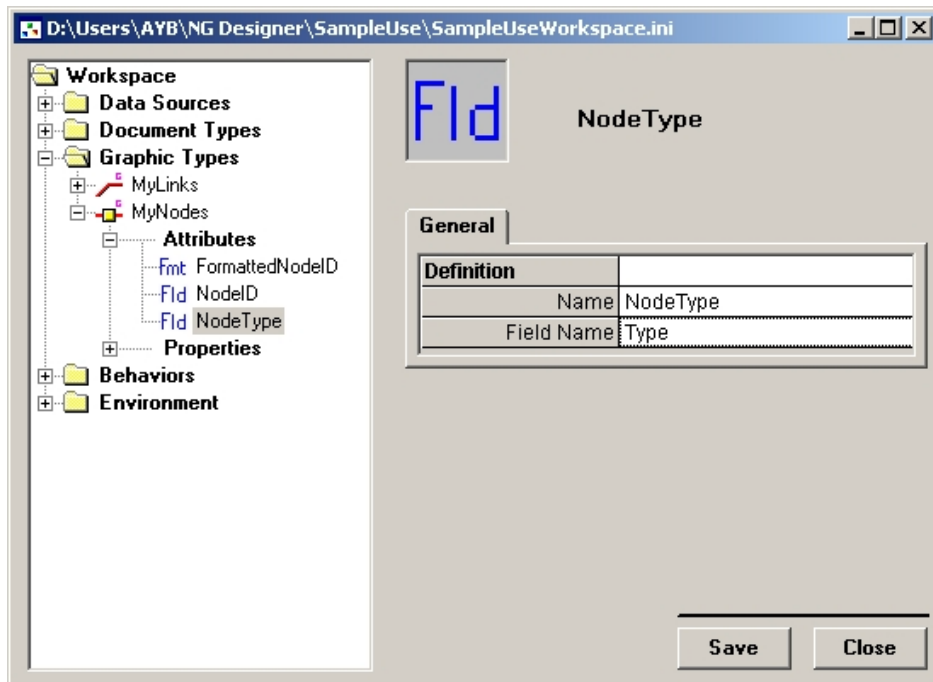 D:\Users\AYB\NG Designer\SampleUse\SampleUseWorkspace.ini
Workspace
Data Sources
Document Types
Graphic Types
MyLinks
MyNodes
Attributes
Fmt FormattedNodeID
Fld NodeID
Fld NodeType
Properties
Behaviors
Environment
Fld
NodeType
General
Definition
Name NodeType
Field Name Type
Save Close